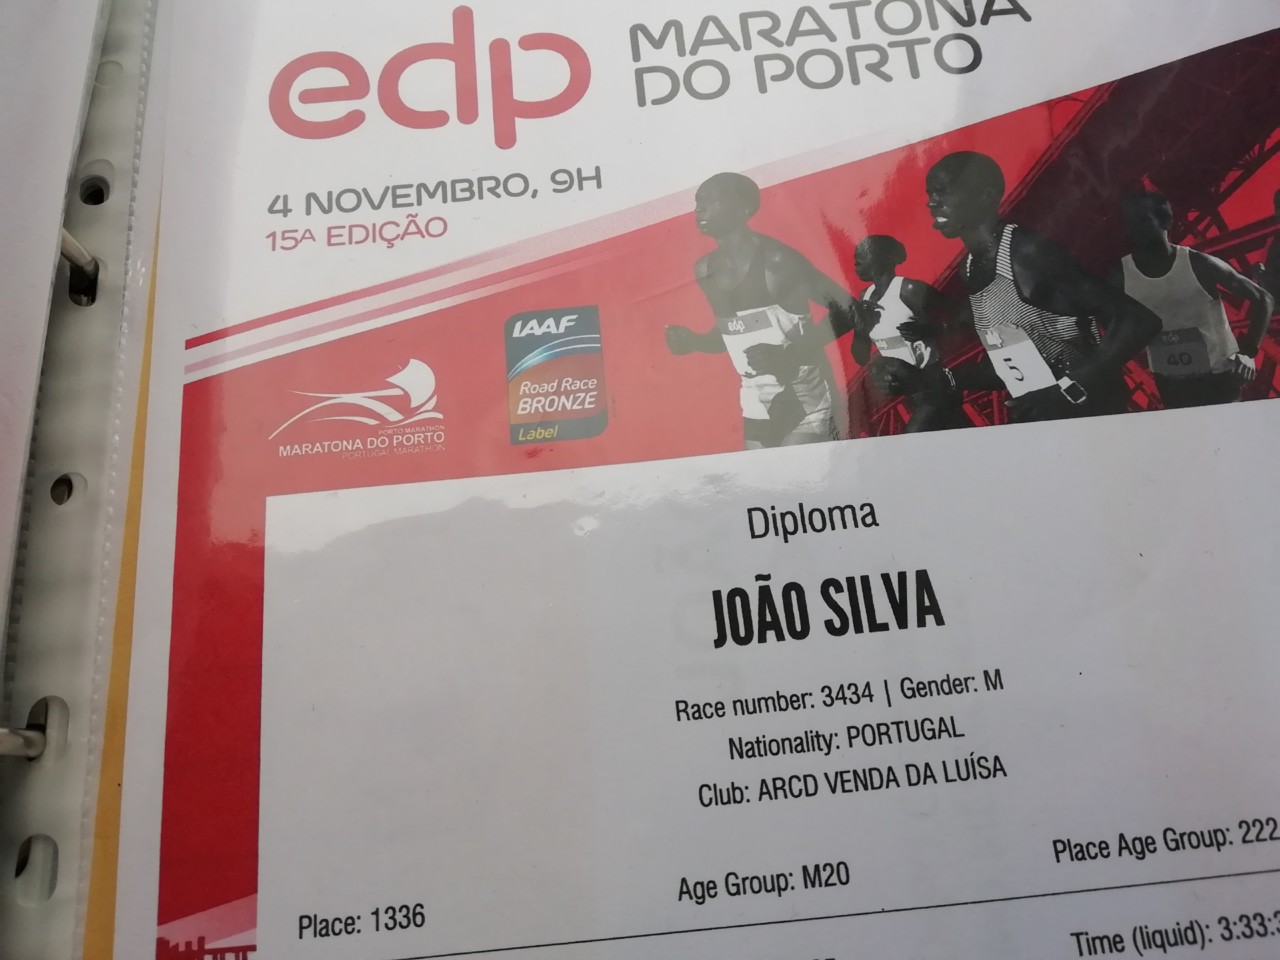 edp
MARATONA
DO PORTO
4 NOVEMBRO, 9H
15ª EDIÇÃO
IAAF
Road Race
BRONZE
Label
PORTO MARATHON
MARATONA DO PORTO
PORTUGAL MARATHON
edp
5
40
Diploma
JOÃO SILVA
Race number: 3434 | Gender: M
Nationality: PORTUGAL
Club: ARCD VENDA DA LUÍSA
Place: 1336
Age Group: M20
Place Age Group: 222
Time (liquid): 3:33:3